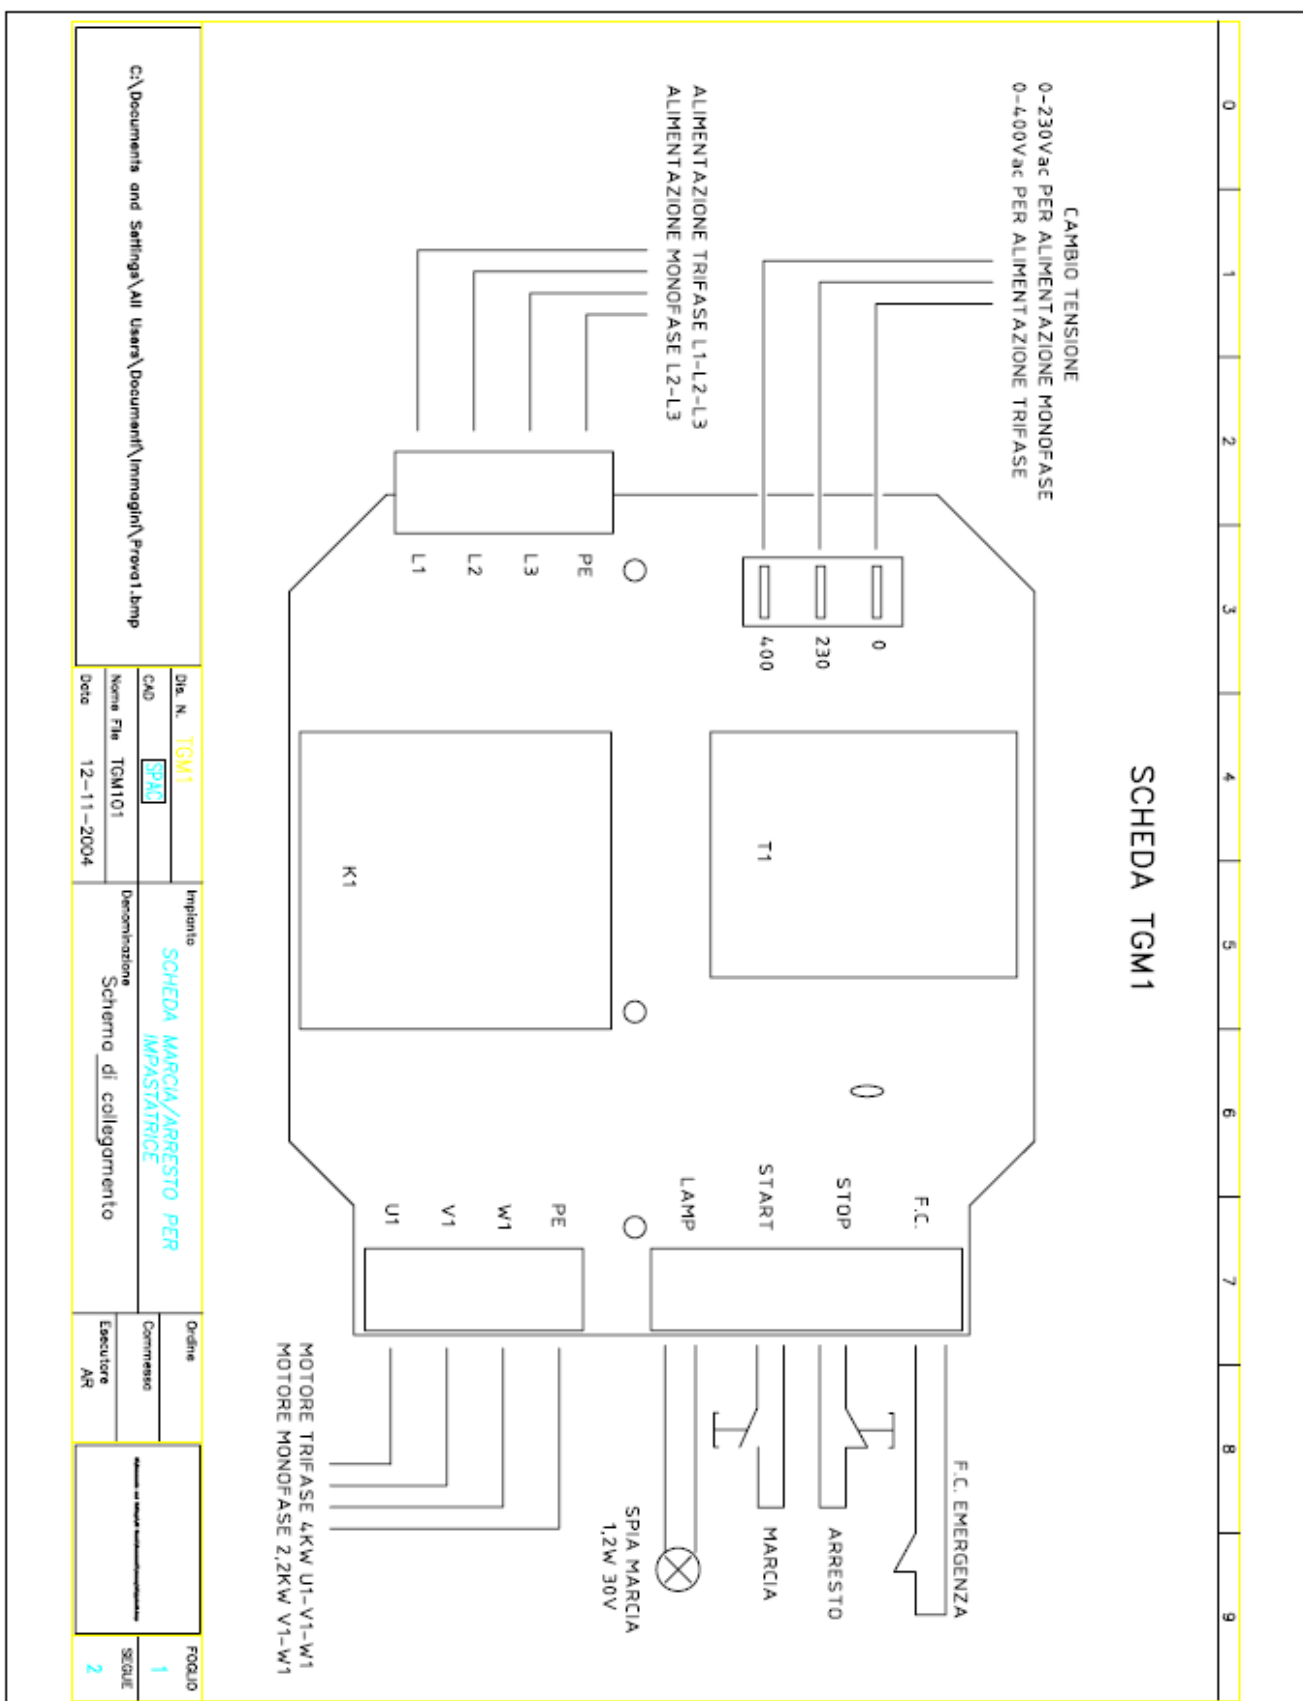 0
1
2
3
4
5
6
7
8
9
SCHEDA TGM1
CAMBIO TENSIONE
0-230Vac PER ALIMENTAZIONE MONOFASE
0-400Vac PER ALIMENTAZIONE TRIFASE
ALIMENTAZIONE TRIFASE L1-L2-L3
ALIMENTAZIONE MONOFASE L2-L3
0
230
400
PE
L3
L2
L1
T1
K1
F.C.
STOP
START
LAMP
PE
W1
V1
U1
F.C. EMERGENZA
ARRESTO
MARCIA
SPIA MARCIA
1,2W 30V
MOTORE TRIFASE 4KW U1-V1-W1
MOTORE MONOFASE 2,2KW V1-W1
C:\Documents and Settings\All Users\Documenti\Immagini\Prova1.bmp
Dis. N. TGM1
CAD SPAC
Nome File TGM101
Data 12-11-2004
Impianto
SCHEDA MARCIA/ARRESTO PER
IMPASTATRICE
Denominazione
Schema di collegamento
Ordine
Commessa
Esecutore
AR
FOGLIO
1
SEGUE
2